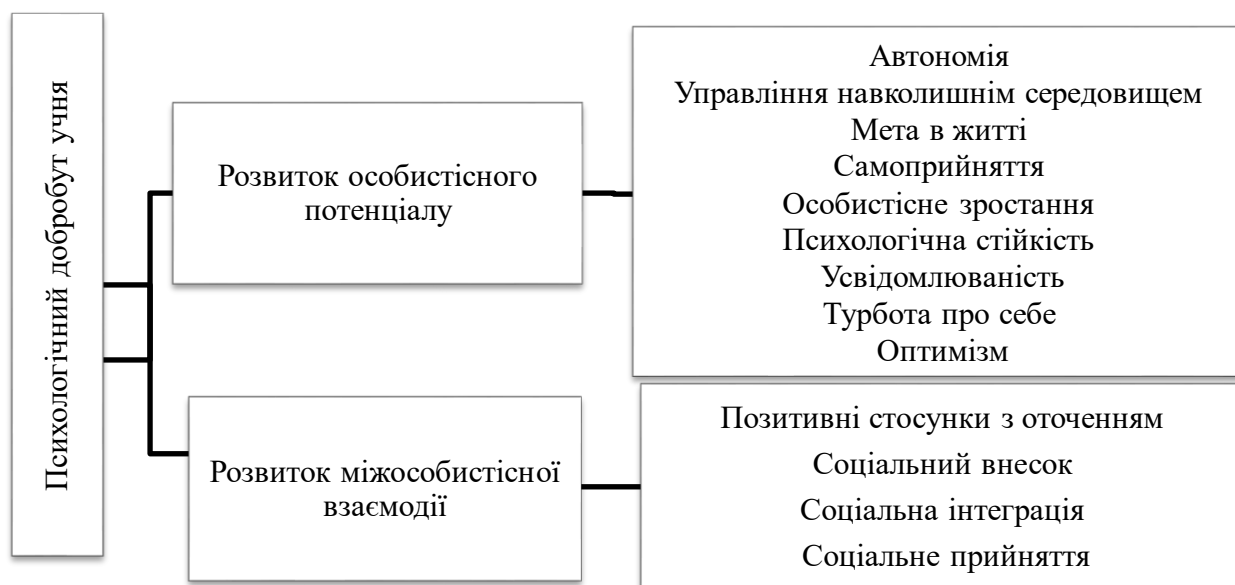 Психологічний добробут учня
Розвиток особистісного
потенціалу
Автономія
Управління навколишнім середовищем
Мета в житті
Самоприйняття
Особистісне зростання
Психологічна стійкість
Усвідомлюваність
Турбота про себе
Оптимізм
Розвиток міжособистісної
взаємодії
Позитивні стосунки з оточенням
Соціальний внесок
Соціальна інтеграція
Соціальне прийняття